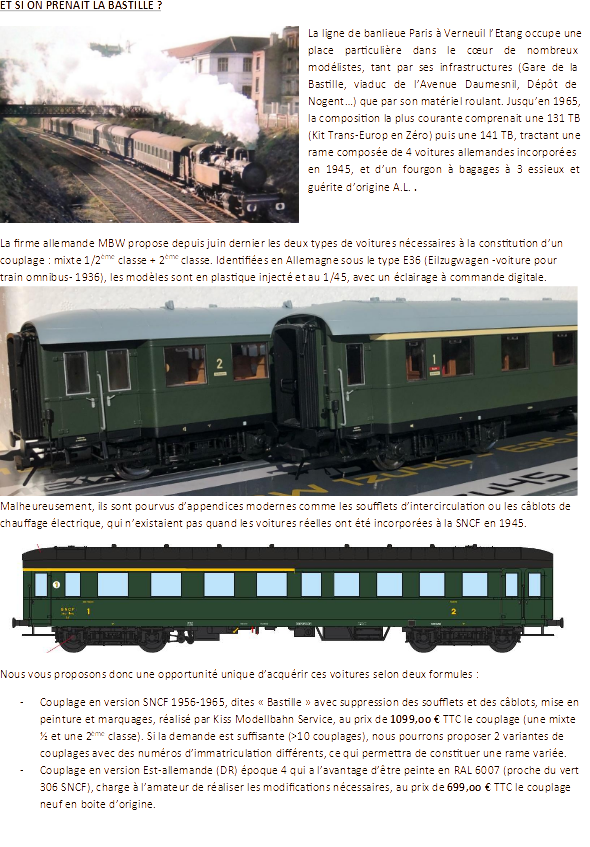 ET SI ON PRENAIT LA BASTILLE ?
La ligne de banlieue Paris à Verneuil l'Etang occupe une
place particulière dans le cœur de nombreux
modélistes, tant par ses infrastructures (Gare de la
Bastille, viaduc de l'Avenue Daumesnil, Dépôt de
Nogent…) que par son matériel roulant. Jusqu'en 1965,
la composition la plus courante comprenait une 131 TB
(Kit Trans-Europ en Zéro) puis une 141 TB, tractant une
rame composée de 4 voitures allemandes incorporées
en 1945, et d'un fourgon à bagages à 3 essieux et
guérite d'origine A.L. .
La firme allemande MBW propose depuis juin dernier les deux types de voitures nécessaires à la constitution d'un
couplage : mixte 1/2ème classe + 2ème classe. Identifiées en Allemagne sous le type E36 (Eilzugwagen -voiture pour
train omnibus- 1936), les modèles sont en plastique injecté et au 1/45, avec un éclairage à commande digitale.
2
1
Malheureusement, ils sont pourvus d'appendices modernes comme les soufflets d'intercirculation ou les câblots de
chauffage électrique, qui n'existaient pas quand les voitures réelles ont été incorporées à la SNCF en 1945.
1
SNCF
1
2
Nous vous proposons donc une opportunité unique d'acquérir ces voitures selon deux formules :
- Couplage en version SNCF 1956-1965, dites « Bastille » avec suppression des soufflets et des câblots, mise en
peinture et marquages, réalisé par Kiss Modellbahn Service, au prix de 1099,00 € TTC le couplage (une mixte
½ et une 2ème classe). Si la demande est suffisante (>10 couplages), nous pourrons proposer 2 variantes de
couplages avec des numéros d'immatriculation différents, ce qui permettra de constituer une rame variée.
- Couplage en version Est-allemande (DR) époque 4 qui a l'avantage d'être peinte en RAL 6007 (proche du vert
306 SNCF), charge à l'amateur de réaliser les modifications nécessaires, au prix de 699,00 € TTC le couplage
neuf en boite d'origine.